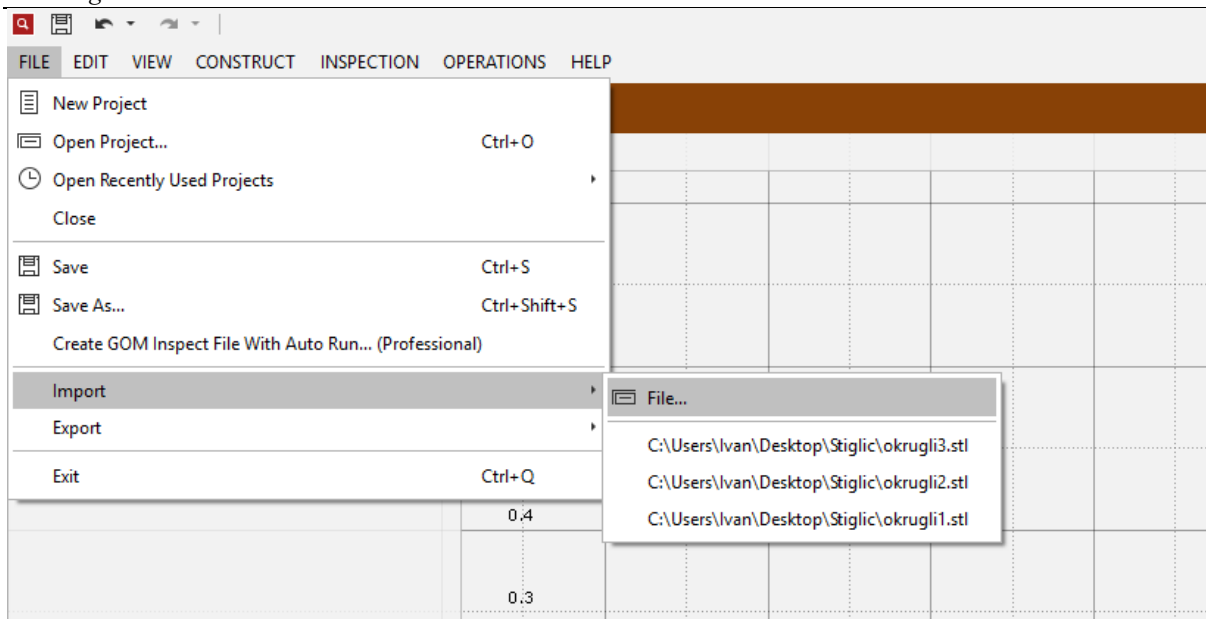 FILE EDIT VIEW CONSTRUCT INSPECTION OPERATIONS HELP
New Project
Open Project... Ctrl+O
Open Recently Used Projects
Close
Save Ctrl+S
Save As... Ctrl+Shift+S
Create GOM Inspect File With Auto Run... (Professional)
Import
File...
Export
C:\Users\Ivan\Desktop\Stiglic\okrugli3.stl
Exit Ctrl+Q
C:\Users\Ivan\Desktop\Stiglic\okrugli2.stl
C:\Users\Ivan\Desktop\Stiglic\okrugli1.stl
0.4
0.3